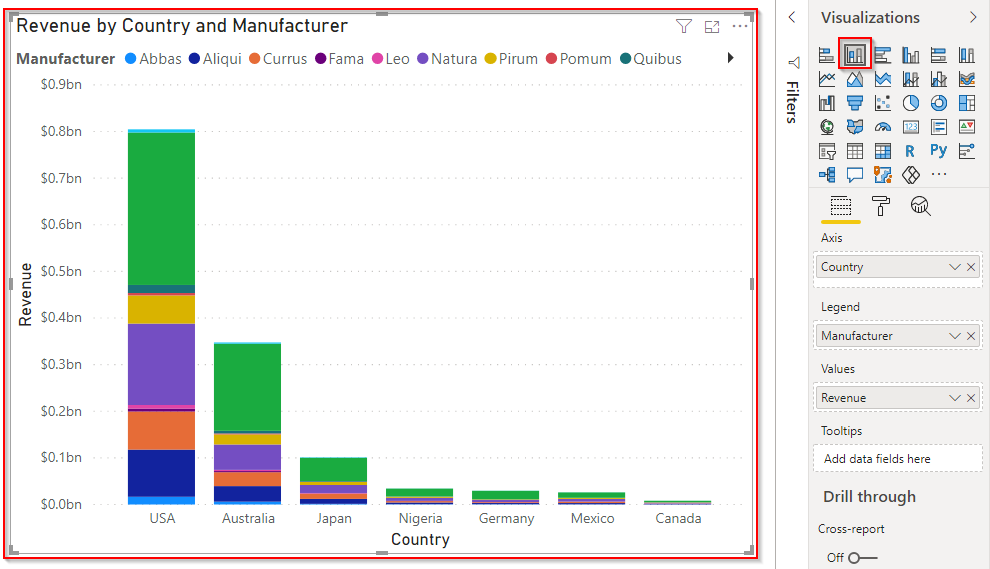 Revenue by Country and Manufacturer
Manufacturer Abbas Aliqui Currus Fama Leo Natura Pirum Pomum Quibus
$0.9bn
$0.8bn
$0.7bn
$0.6bn
$0.5bn
$0.4bn
$0.3bn
$0.2bn
$0.1bn
$0.0bn
Revenue
USA Australia Japan Nigeria Germany Mexico Canada
Country
Filters
Visualizations
123
R Py
Axis
Country
Legend
Manufacturer
Values
Revenue
Tooltips
Add data fields here
Drill through
Cross-report
Off